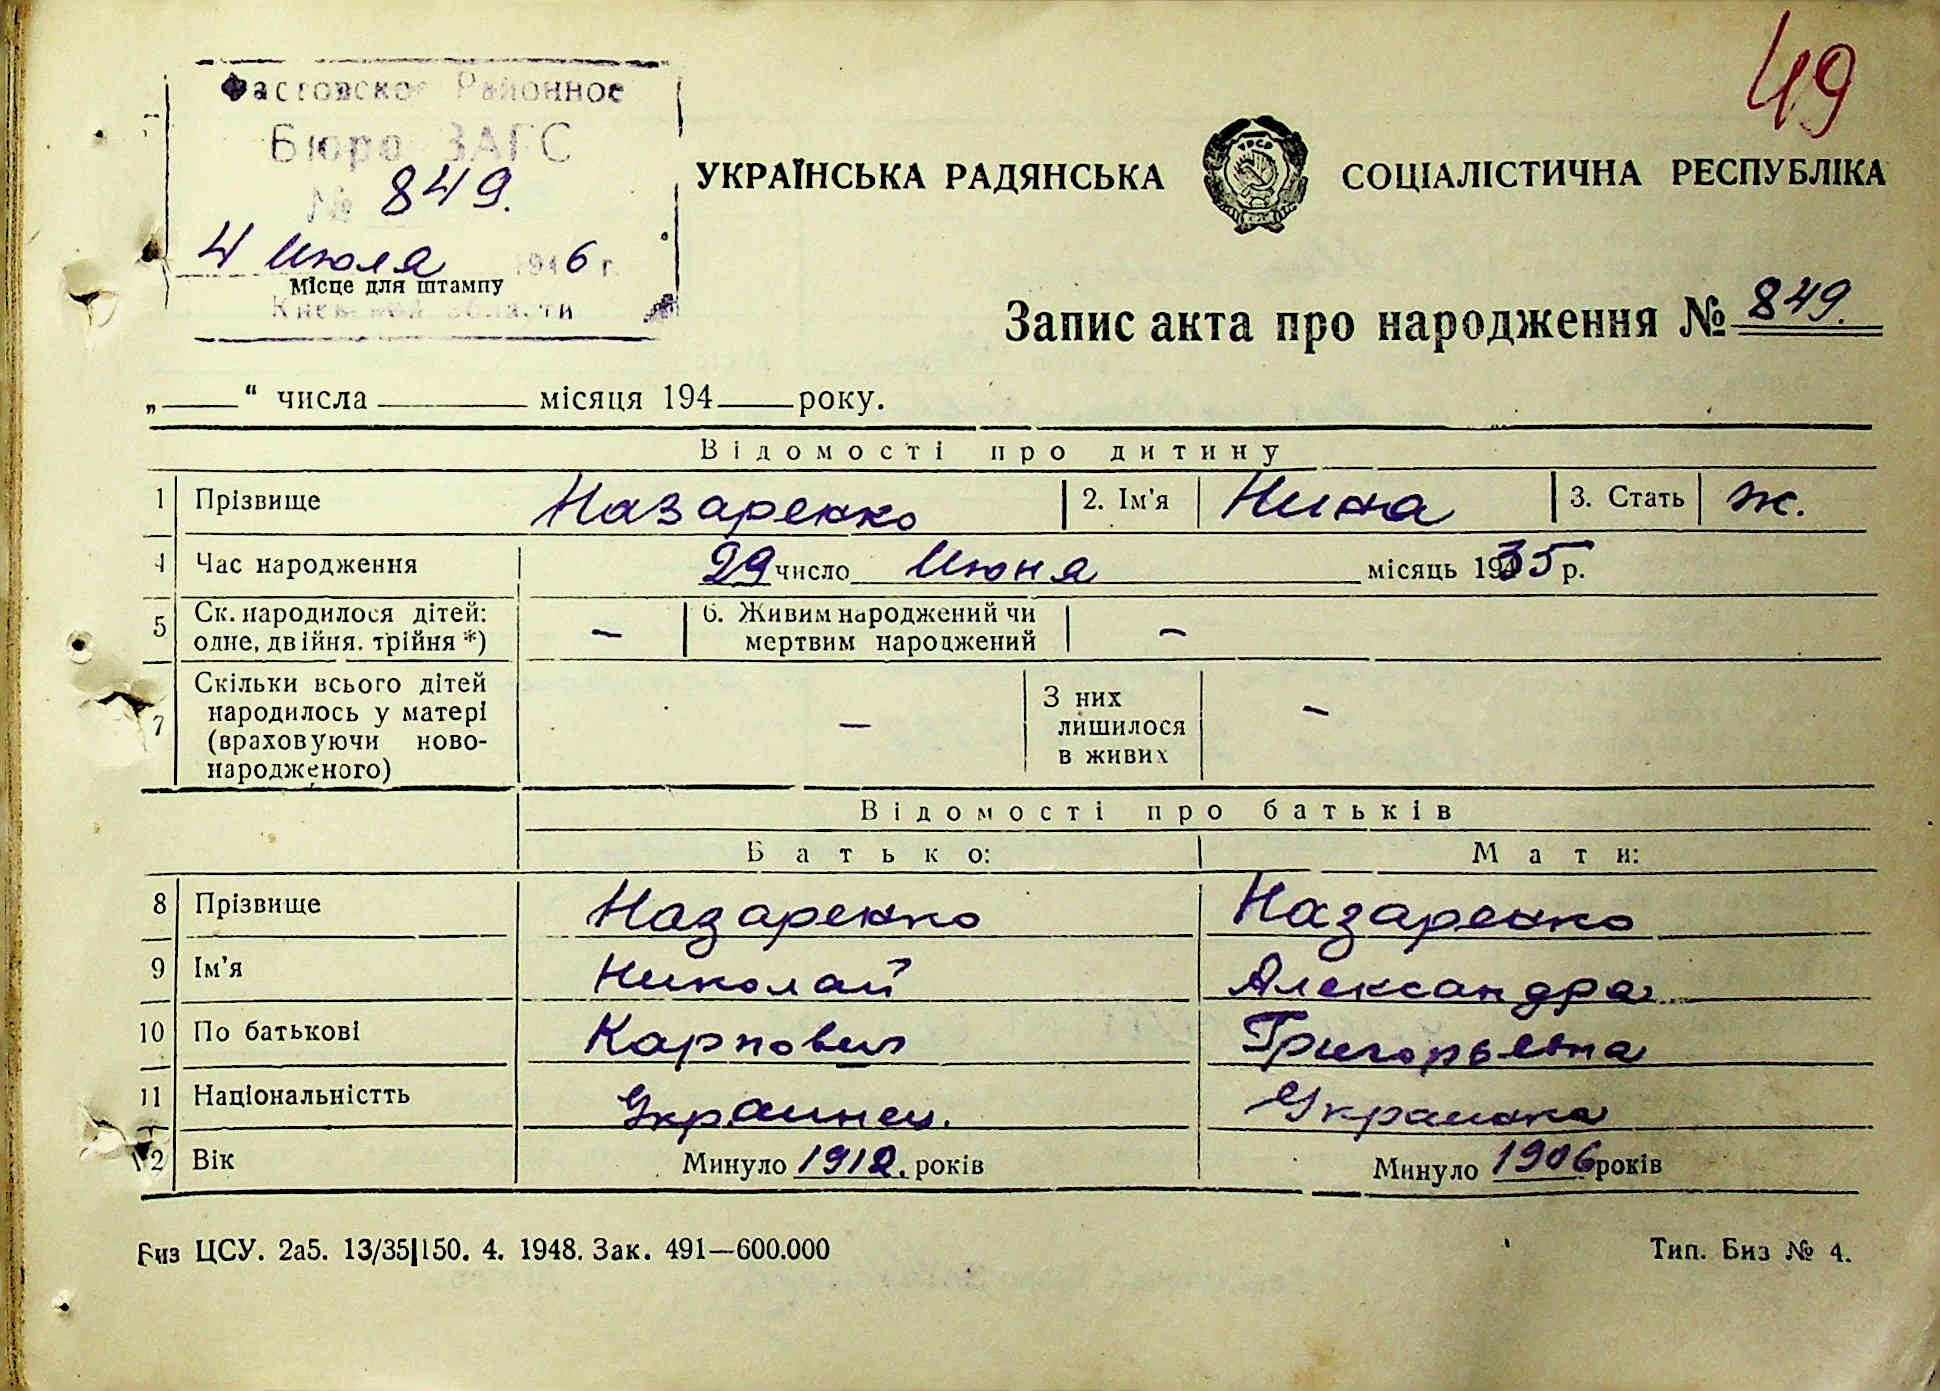 49
Фастовское Районное
Бюро ЗАГС
№ 849.
4 Июля 1946 г.
Місце для штампу
Киевской области
УКРАЇНСЬКА РАДЯНСЬКА СОЦІАЛІСТИЧНА РЕСПУБЛІКА
УРСР
Запис акта про народження № 849.
„ “ числа місяця 194 року.
Відомості про дитину
1 Прізвище Назаренко 2. Ім'я Нина 3. Стать ж.
4 Час народження 29 число Июня місяць 1935 р.
5 Ск. народилося дітей: одне, двійня. трійня *) — 6. Живим народжений чи мертвим народжений —
7 Скільки всього дітей народилось у матері (враховуючи ново-народженого) — З них лишилося в живих —
Відомості про батьків
Батько: Мати:
8 Прізвище Назаренко Назаренко
9 Ім'я Николай Александра
10 По батькові Карпович Григорьевна
11 Національністть Украинец. Украинка
12 Вік Минуло 1912. років Минуло 1906 років
Биз ЦСУ. 2а5. 13/35|150. 4. 1948. Зак. 491—600.000 Тип. Биз № 4.